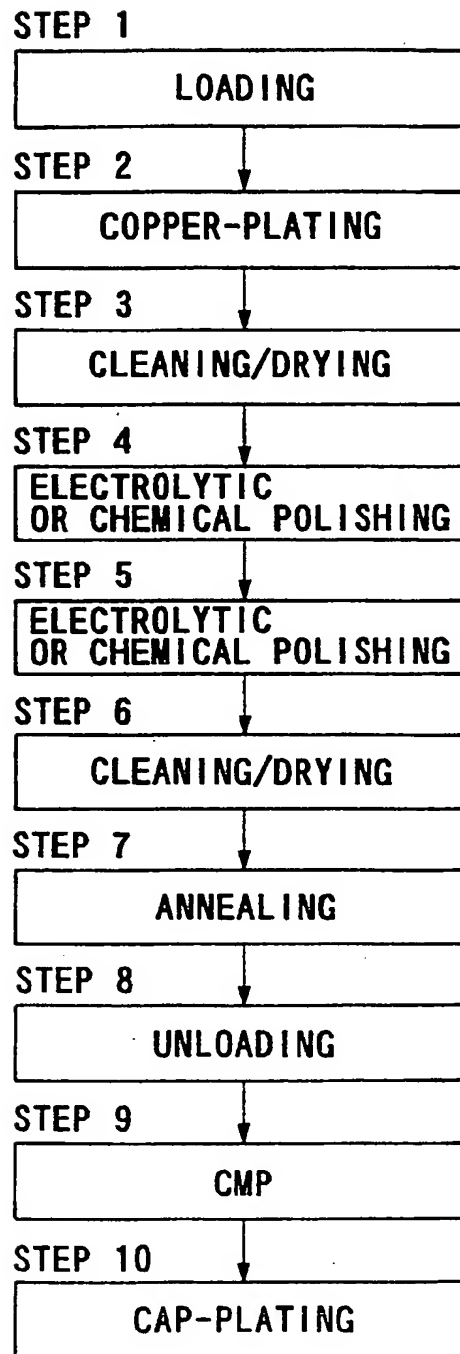 STEP 1
LOADING
STEP 2
COPPER-PLATING
STEP 3
CLEANING/DRYING
STEP 4
ELECTROLYTIC
OR CHEMICAL POLISHING
STEP 5
ELECTROLYTIC
OR CHEMICAL POLISHING
STEP 6
CLEANING/DRYING
STEP 7
ANNEALING
STEP 8
UNLOADING
STEP 9
CMP
STEP 10
CAP-PLATING